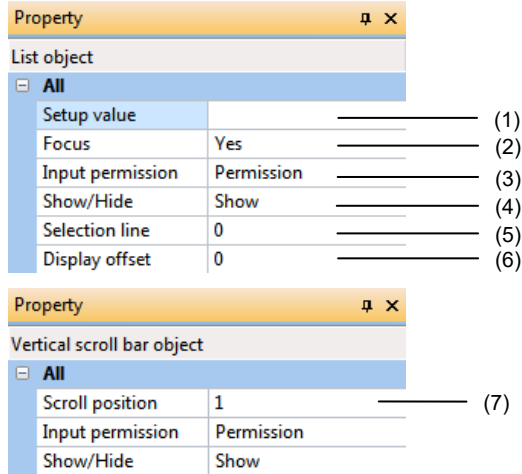 Property
List object
All
Setup value (1)
Focus Yes (2)
Input permission Permission (3)
Show/Hide Show (4)
Selection line 0 (5)
Display offset 0 (6)
Property
Vertical scroll bar object
All
Scroll position 1 (7)
Input permission Permission
Show/Hide Show